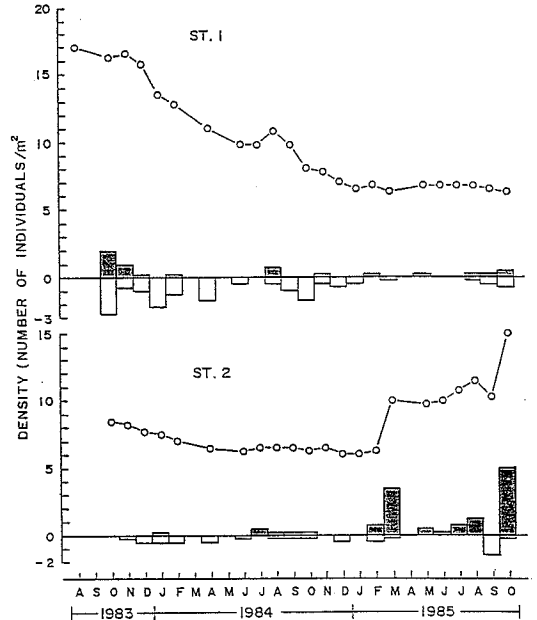 DENSITY (NUMBER OF INDIVIDUALS/m²
20
ST. 1
15
10
5
0
-3
15
ST. 2
10
5
0
-2
A S O N D J F M A M J J A S O N D J F M A M J J A S O
1983 1984 1985